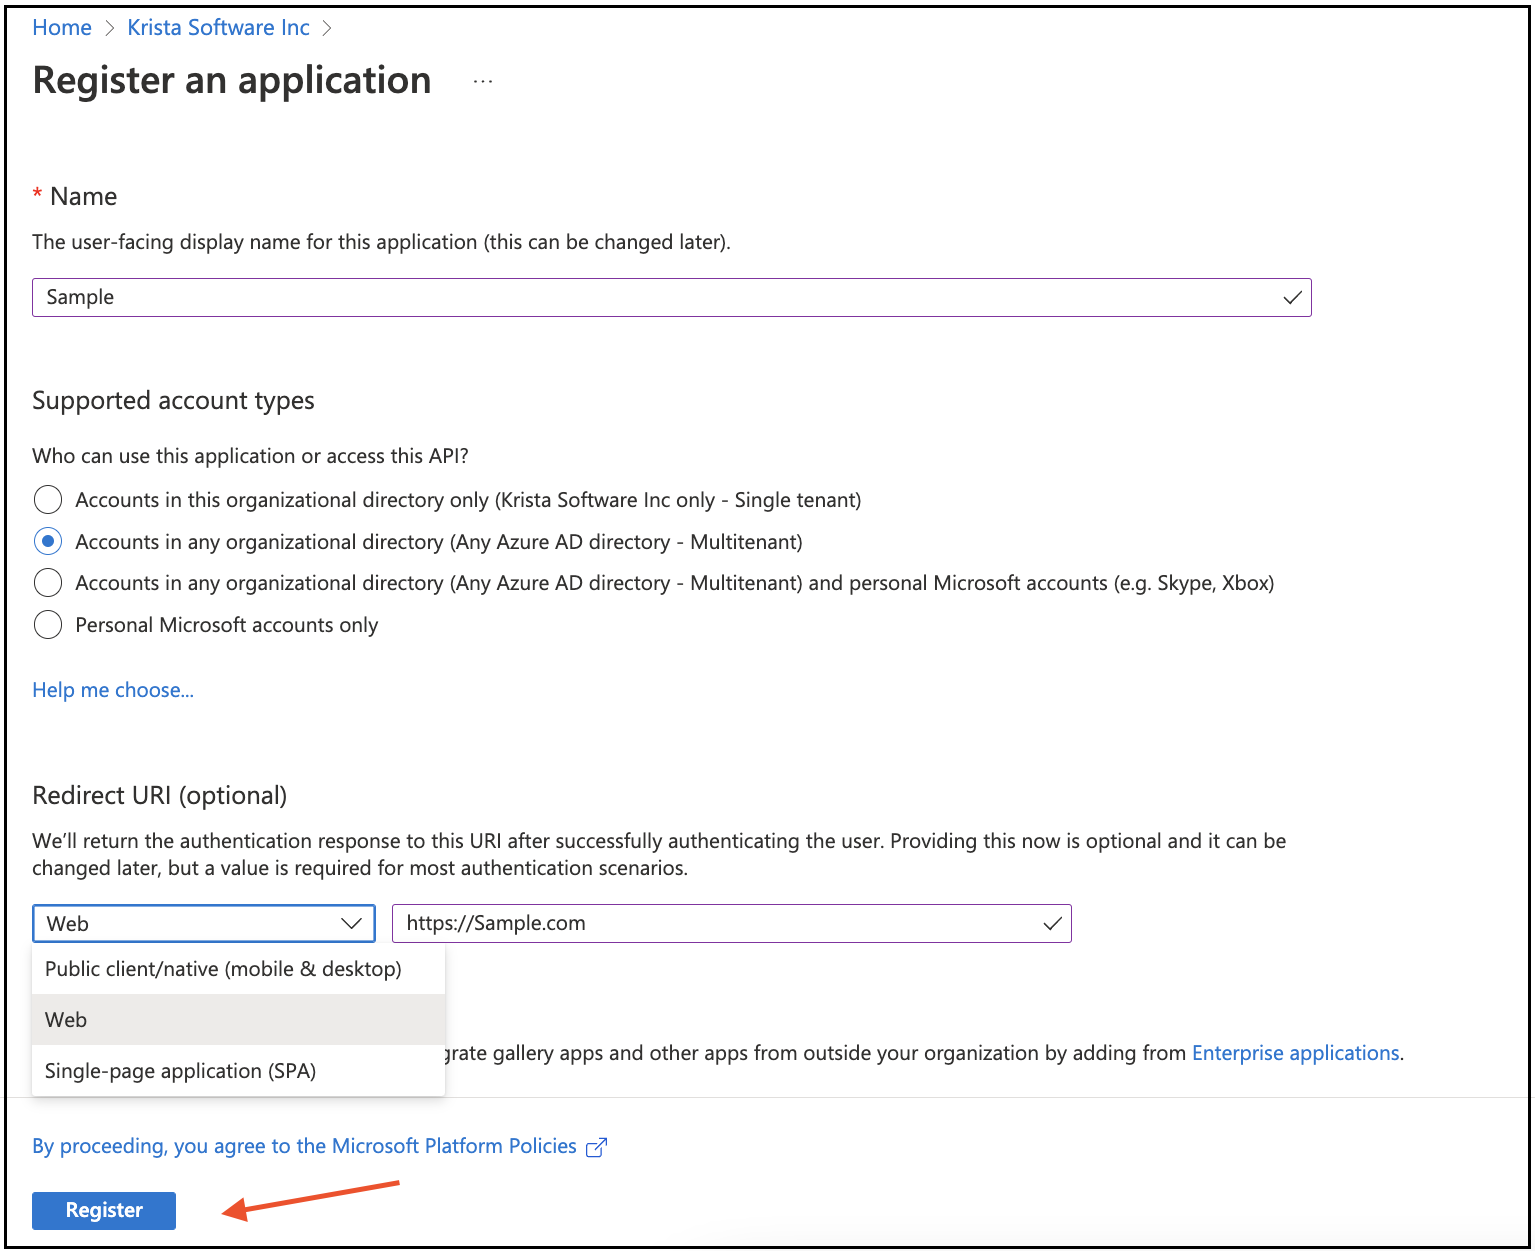 Home > Krista Software Inc >
Register an application ...
* Name
The user-facing display name for this application (this can be changed later).
Sample
Supported account types
Who can use this application or access this API?
Accounts in this organizational directory only (Krista Software Inc only - Single tenant)
Accounts in any organizational directory (Any Azure AD directory - Multitenant)
Accounts in any organizational directory (Any Azure AD directory - Multitenant) and personal Microsoft accounts (e.g. Skype, Xbox)
Personal Microsoft accounts only
Help me choose...
Redirect URI (optional)
We'll return the authentication response to this URI after successfully authenticating the user. Providing this now is optional and it can be
changed later, but a value is required for most authentication scenarios.
Web https://Sample.com
Public client/native (mobile & desktop)
Web
grate gallery apps and other apps from outside your organization by adding from Enterprise applications.
Single-page application (SPA)
By proceeding, you agree to the Microsoft Platform Policies
Register